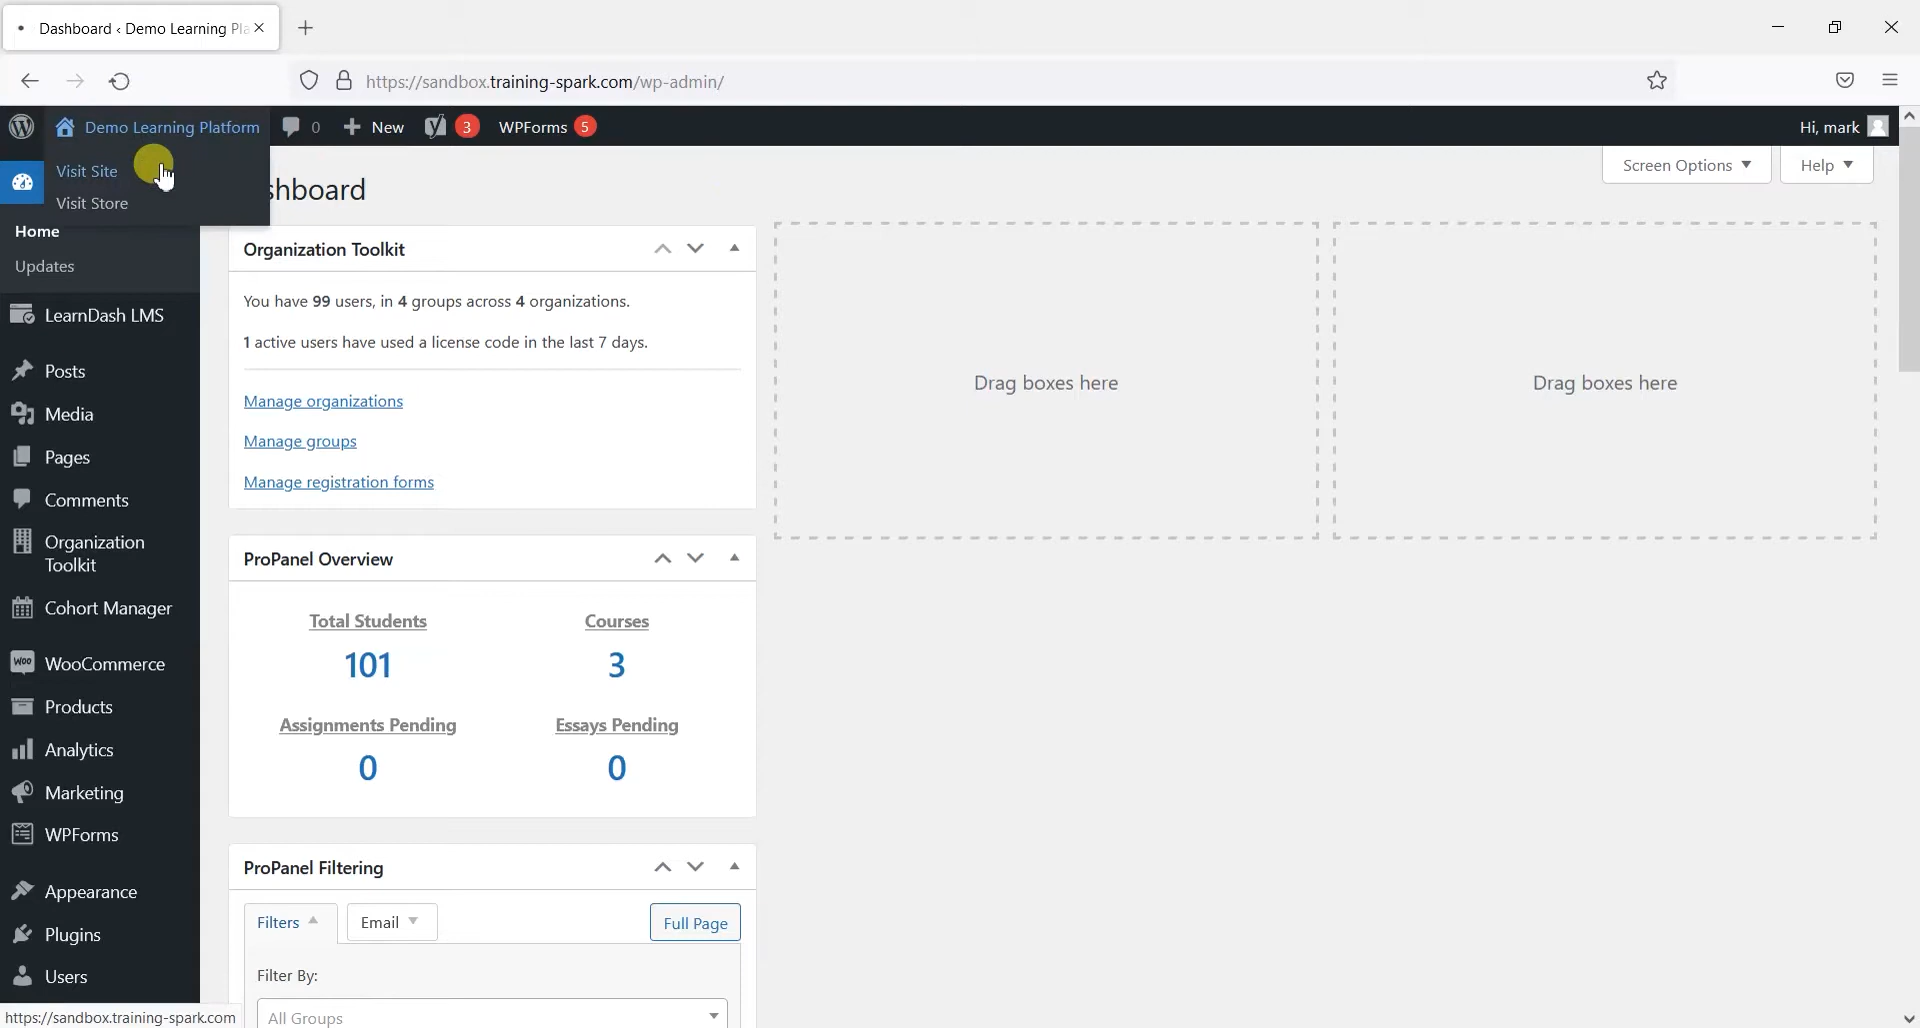 Dashboard ‹ Demo Learning Pla
https://sandbox.training-spark.com/wp-admin/
Demo Learning Platform
0
New
3
WPForms 5
Hi, mark
Visit Site
Visit Store
shboard
Screen Options
Help
Home
Updates
LearnDash LMS
Posts
Media
Pages
Comments
Organization
Toolkit
Cohort Manager
Woo WooCommerce
Products
Analytics
Marketing
WPForms
Appearance
Plugins
Users
Organization Toolkit
You have 99 users, in 4 groups across 4 organizations.
1 active users have used a license code in the last 7 days.
Manage organizations
Manage groups
Manage registration forms
Drag boxes here
Drag boxes here
ProPanel Overview
Total Students
101
Courses
3
Assignments Pending
0
Essays Pending
0
ProPanel Filtering
Filters
Email
Full Page
Filter By:
All Groups
https://sandbox.training-spark.com